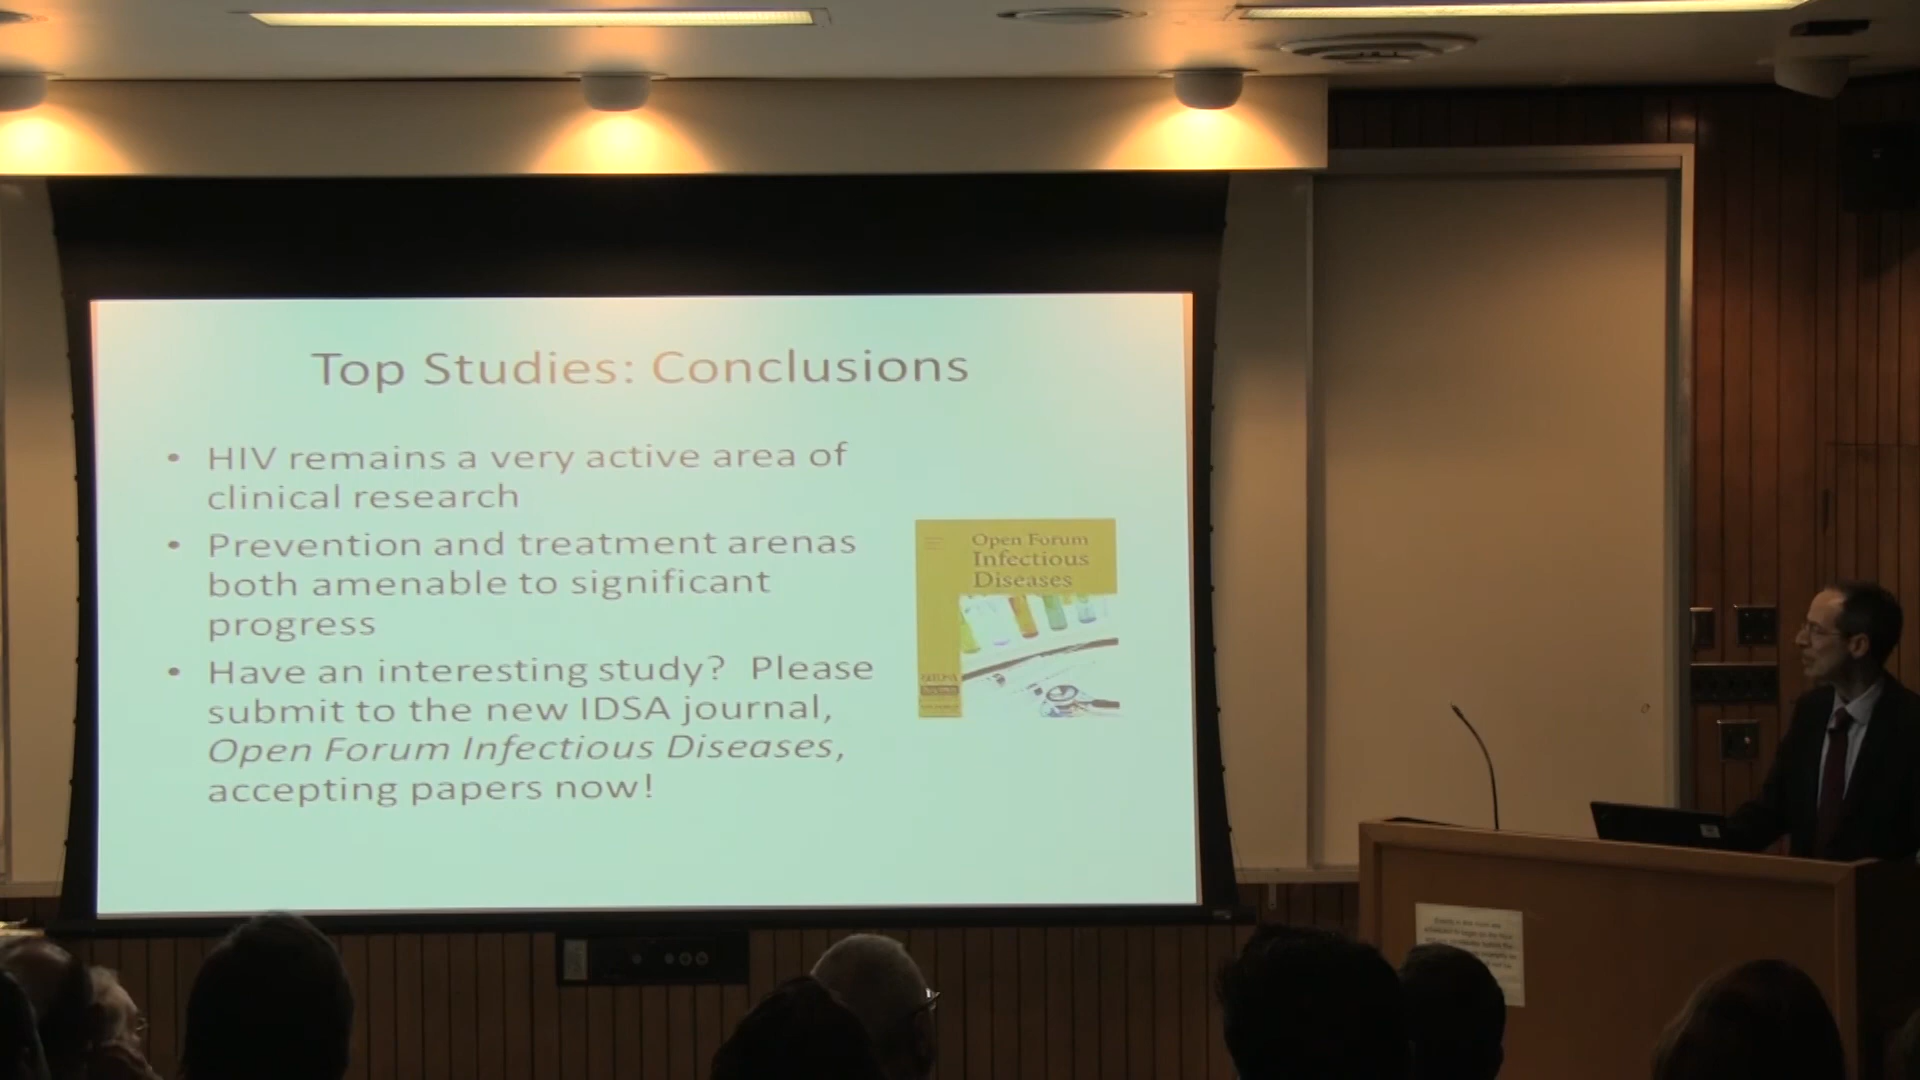 Top Studies: Conclusions
• HIV remains a very active area of
clinical research
• Prevention and treatment arenas
both amenable to significant
progress
• Have an interesting study?  Please
submit to the new IDSA journal,
Open Forum Infectious Diseases,
accepting papers now!
Open Forum
Infectious
Diseases